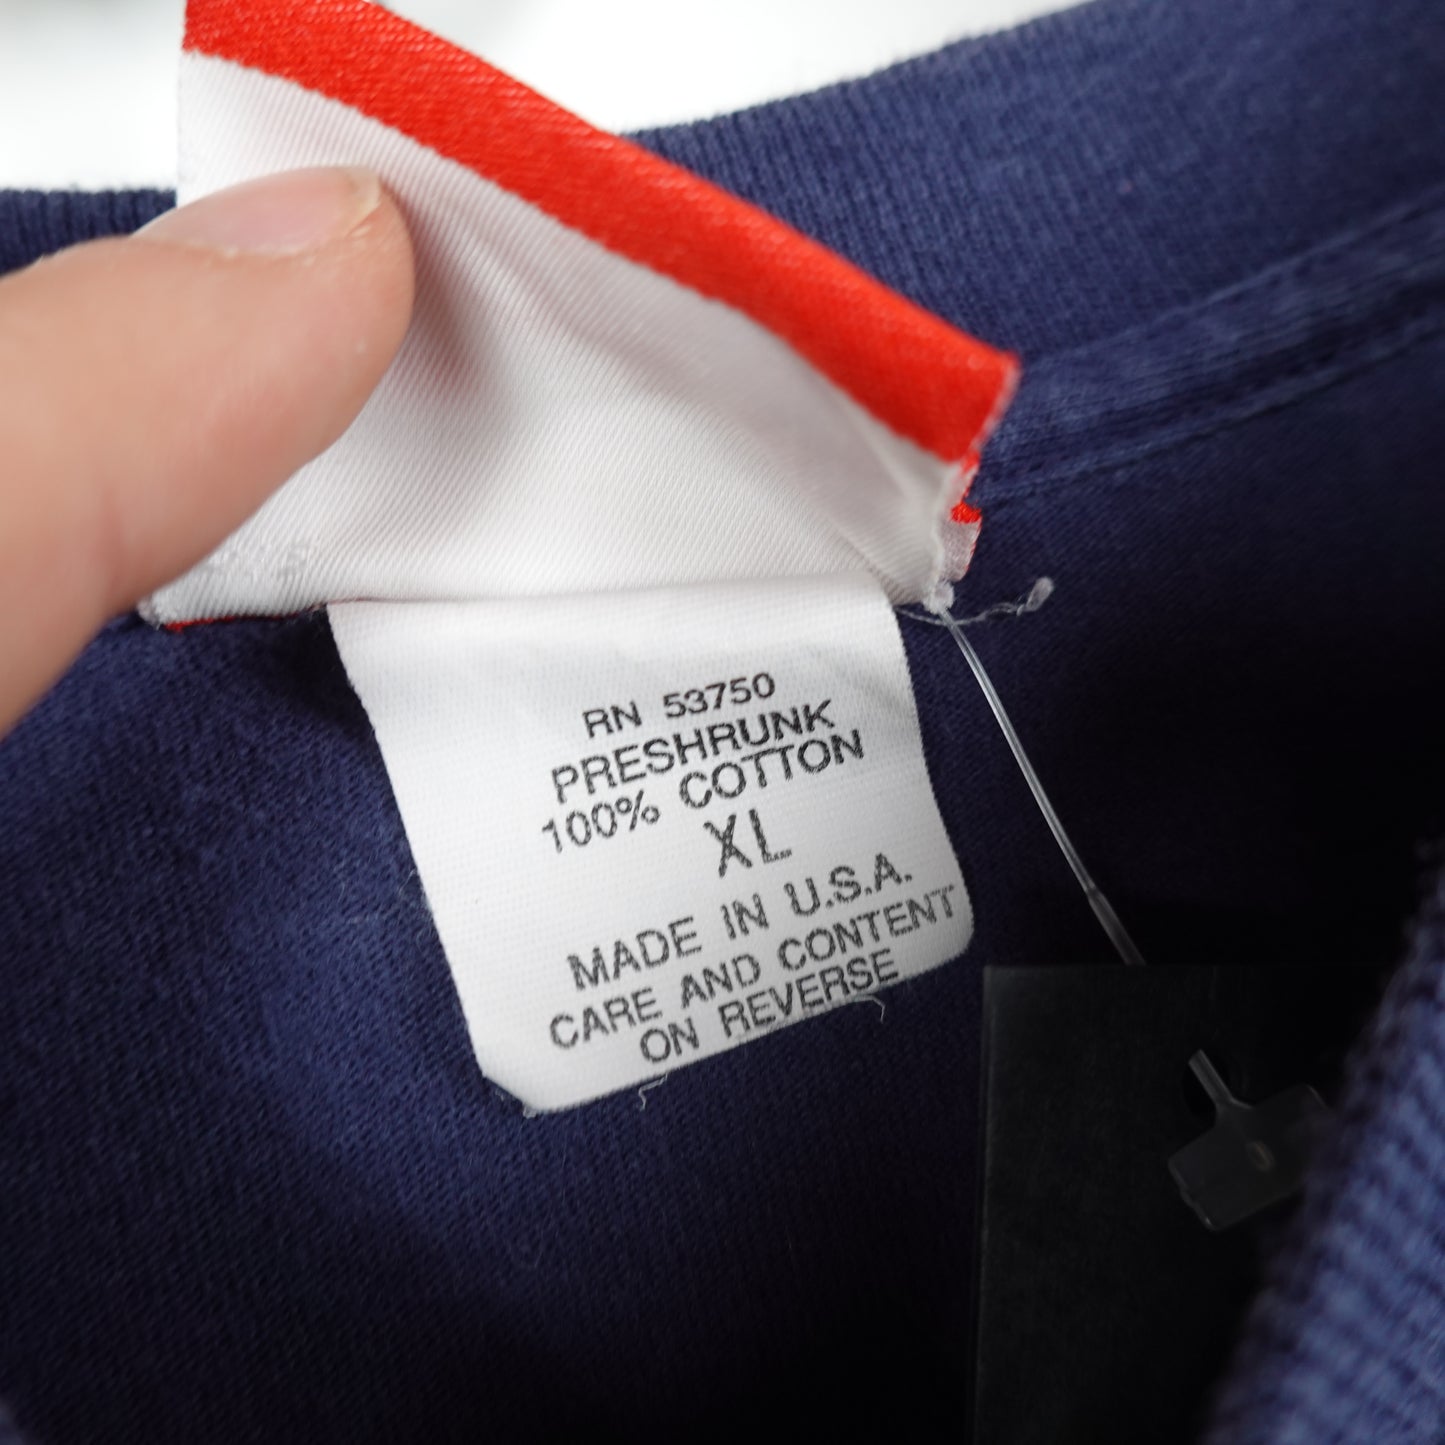 RN 53750
PRESHRUNK
100% COTTON
XL
MADE IN U.S.A.
CARE AND CONTENT
ON REVERSE